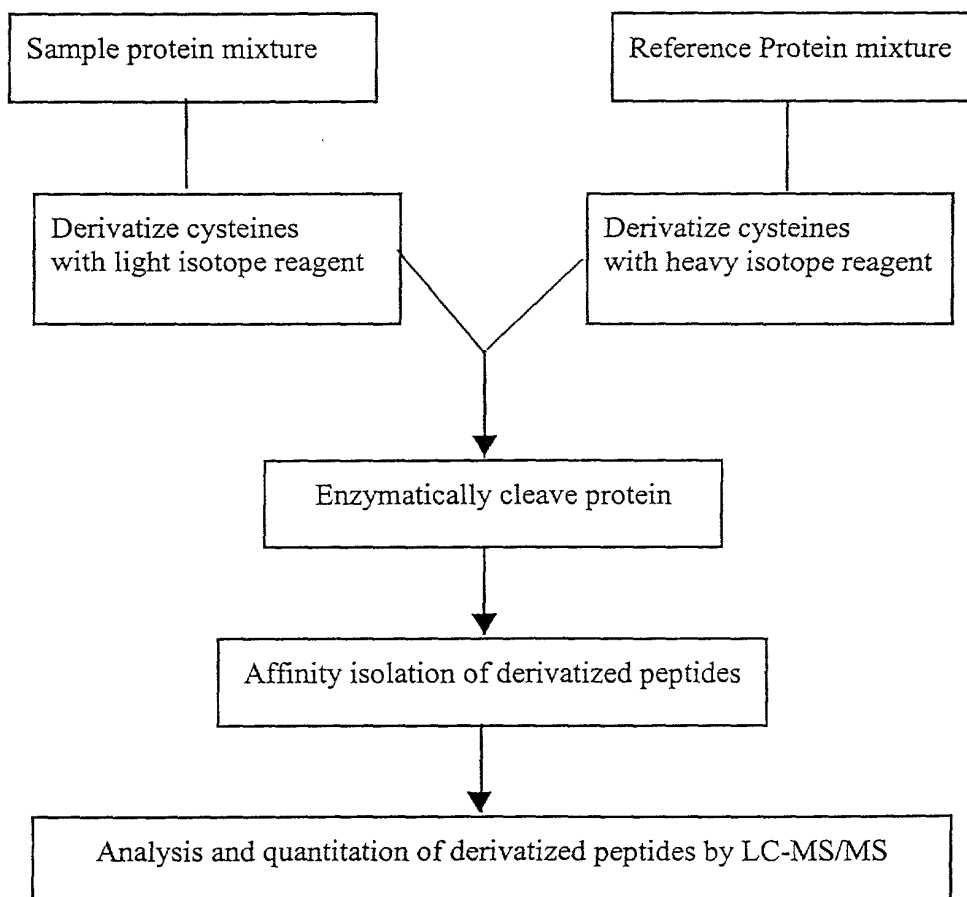 Sample protein mixture
Reference Protein mixture
Derivatize cysteines
with light isotope reagent
Derivatize cysteines
with heavy isotope reagent
Enzymatically cleave protein
Affinity isolation of derivatized peptides
Analysis and quantitation of derivatized peptides by LC-MS/MS